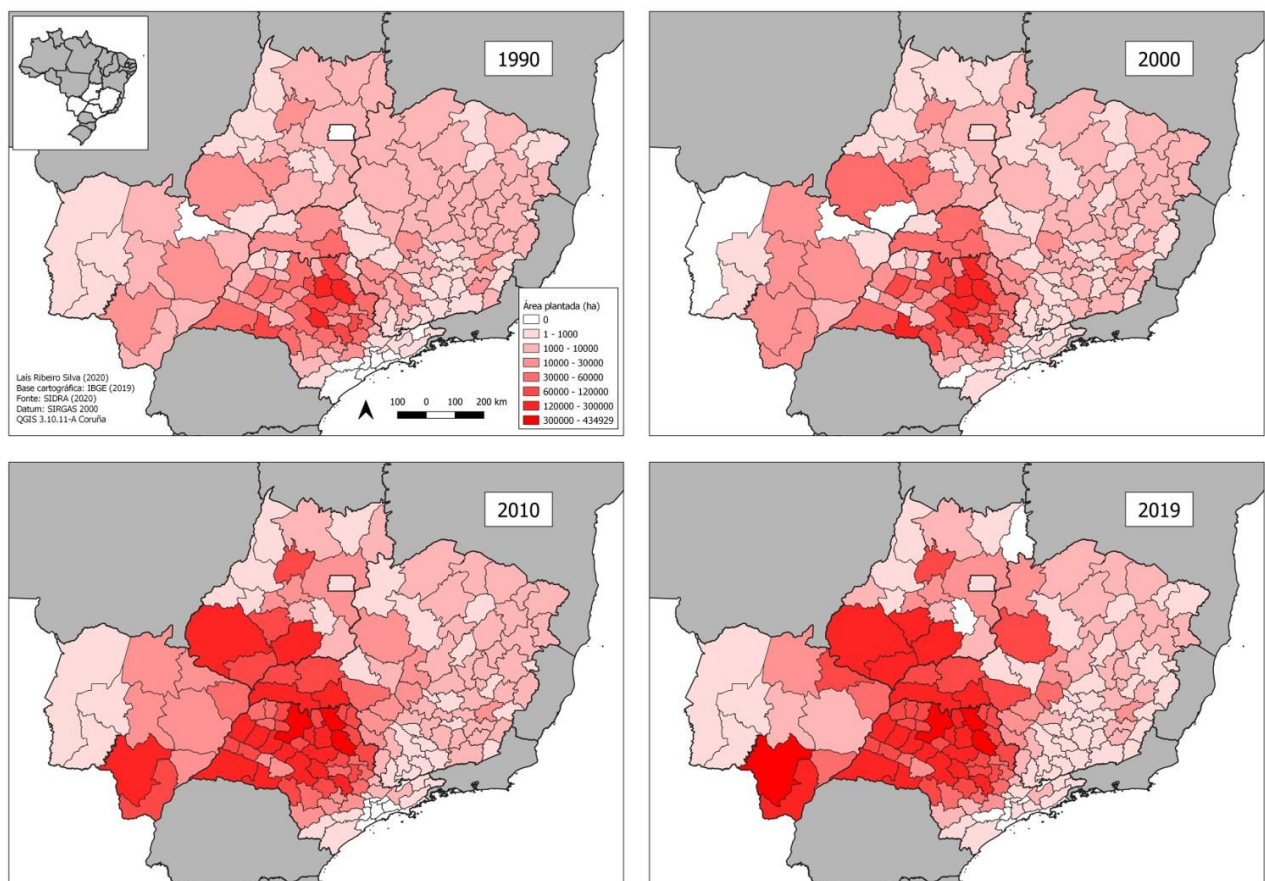 1990
2000
Área plantada (ha)
0
1 - 1000
1000 - 10000
10000 - 30000
30000 - 60000
60000 - 120000
120000 - 300000
300000 - 434929
Laís Ribeiro Silva (2020)
Base cartográfica: IBGE (2019)
Fonte: SIDRA (2020)
Datum: SIRGAS 2000
QGIS 3.10.11-A Coruña
100 0 100 200 km
2010
2019